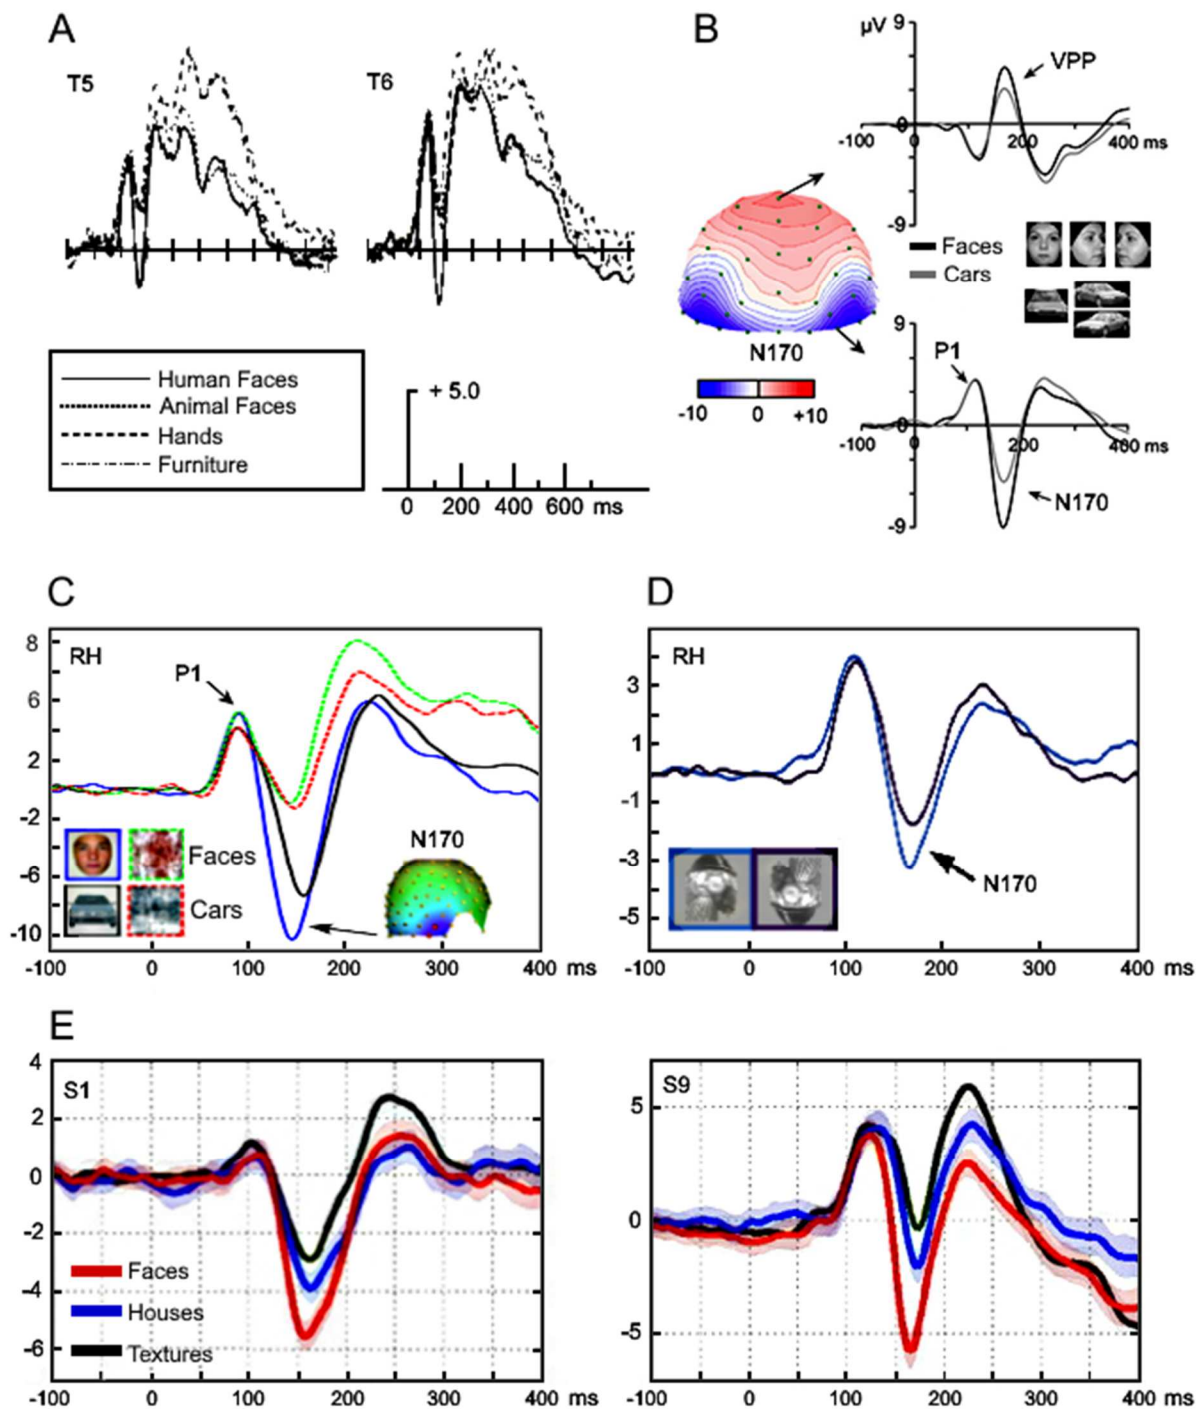 A
T5
T6
Human Faces
Animal Faces
Hands
Furniture
+ 5.0
0 200 400 600 ms
B
µV 9
VPP
0
-100 0 200 400 ms
-9
Faces
Cars
N170
-10 0 +10
9
P1
0
-100 0 200 400 ms
N170
-9
C
8
RH
P1
6
2
-2
N170
Faces
-6
Cars
-10
-100 0 100 200 300 400 ms
D
RH
3
1
-1
-3
N170
-5
-100 0 100 200 300 400 ms
E
4
S1
2
0
-2
Faces
-4
Houses
Textures
-6
-100 0 100 200 300 400 ms
S9
5
0
-5
-100 0 100 200 300 400 ms